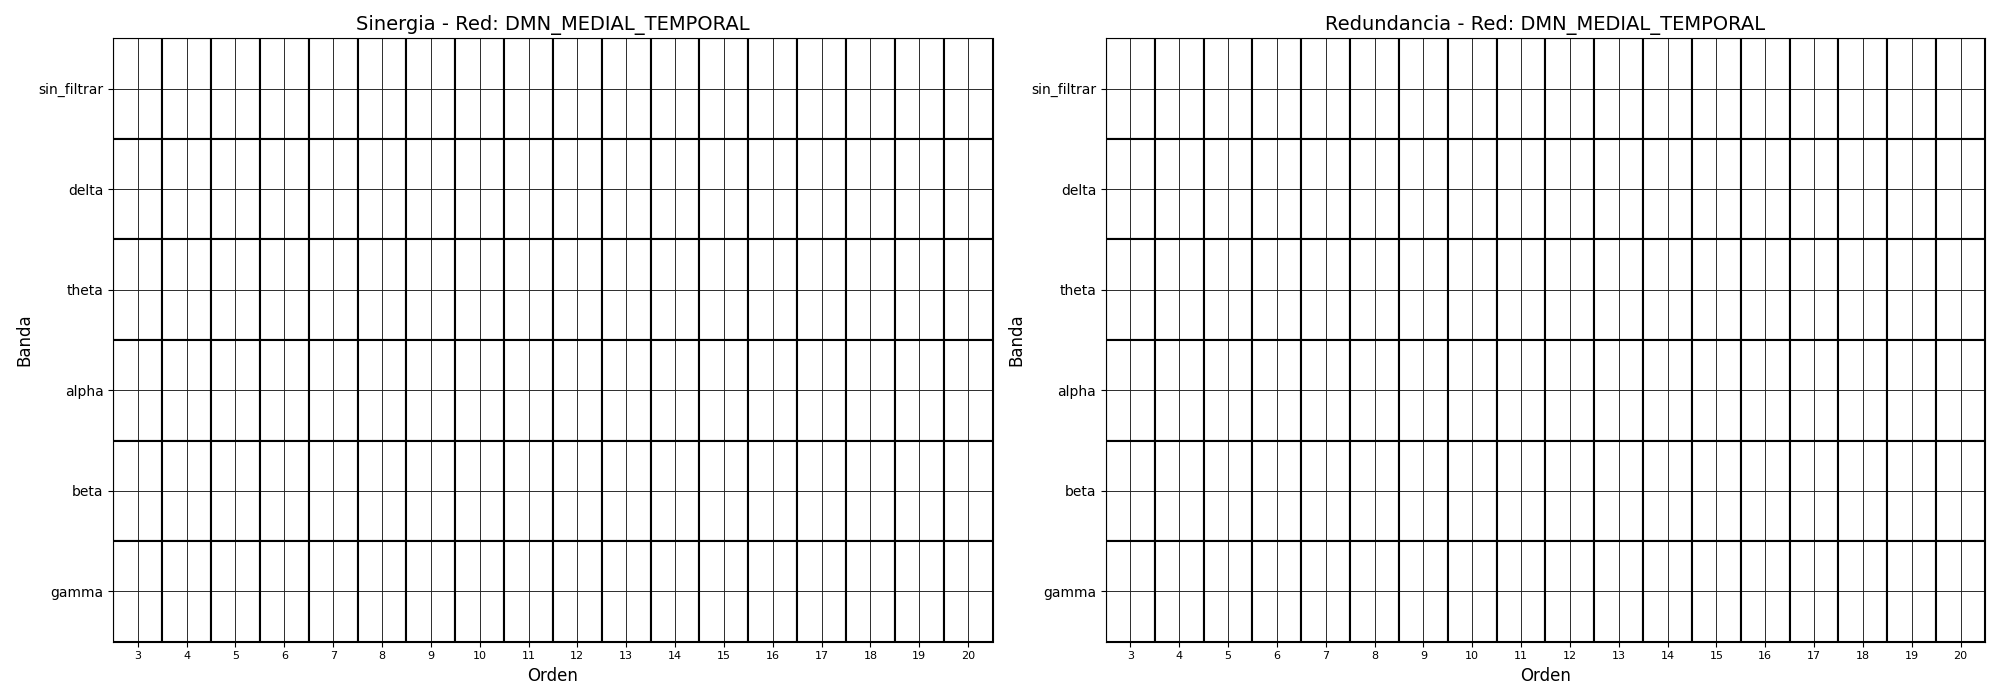 Sinergia - Red: DMN_MEDIAL_TEMPORAL
Banda
sin_filtrar
delta
theta
alpha
beta
gamma
3 4 5 6 7 8 9 10 11 12 13 14 15 16 17 18 19 20
Orden
Redundancia - Red: DMN_MEDIAL_TEMPORAL
Banda
sin_filtrar
delta
theta
alpha
beta
gamma
3 4 5 6 7 8 9 10 11 12 13 14 15 16 17 18 19 20
Orden